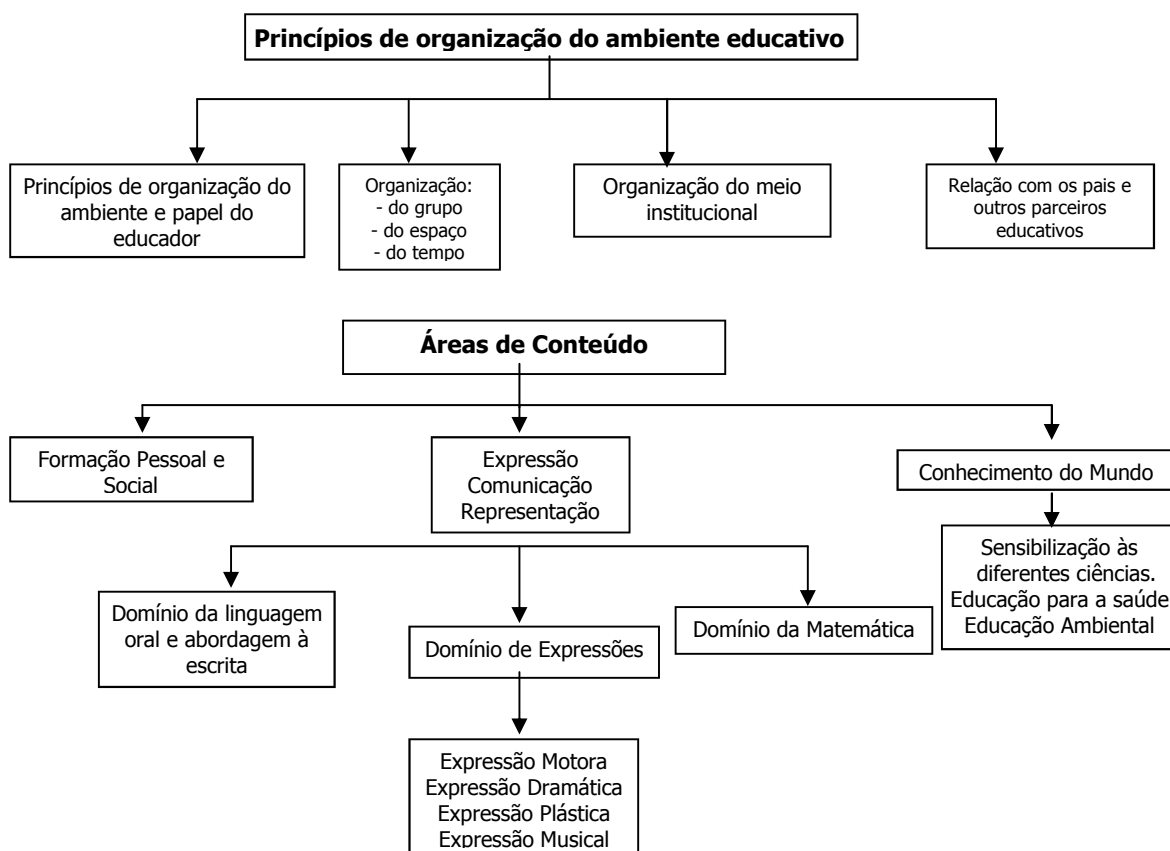 Princípios de organização do ambiente educativo
Princípios de organização do
ambiente e papel do
educador
Organização:
- do grupo
- do espaço
- do tempo
Organização do meio
institucional
Relação com os pais e
outros parceiros
educativos
Áreas de Conteúdo
Formação Pessoal e
Social
Expressão
Comunicação
Representação
Conhecimento do Mundo
Sensibilização às
diferentes ciências.
Educação para a saúde
Educação Ambiental
Domínio da linguagem
oral e abordagem à
escrita
Domínio de Expressões
Domínio da Matemática
Expressão Motora
Expressão Dramática
Expressão Plástica
Expressão Musical